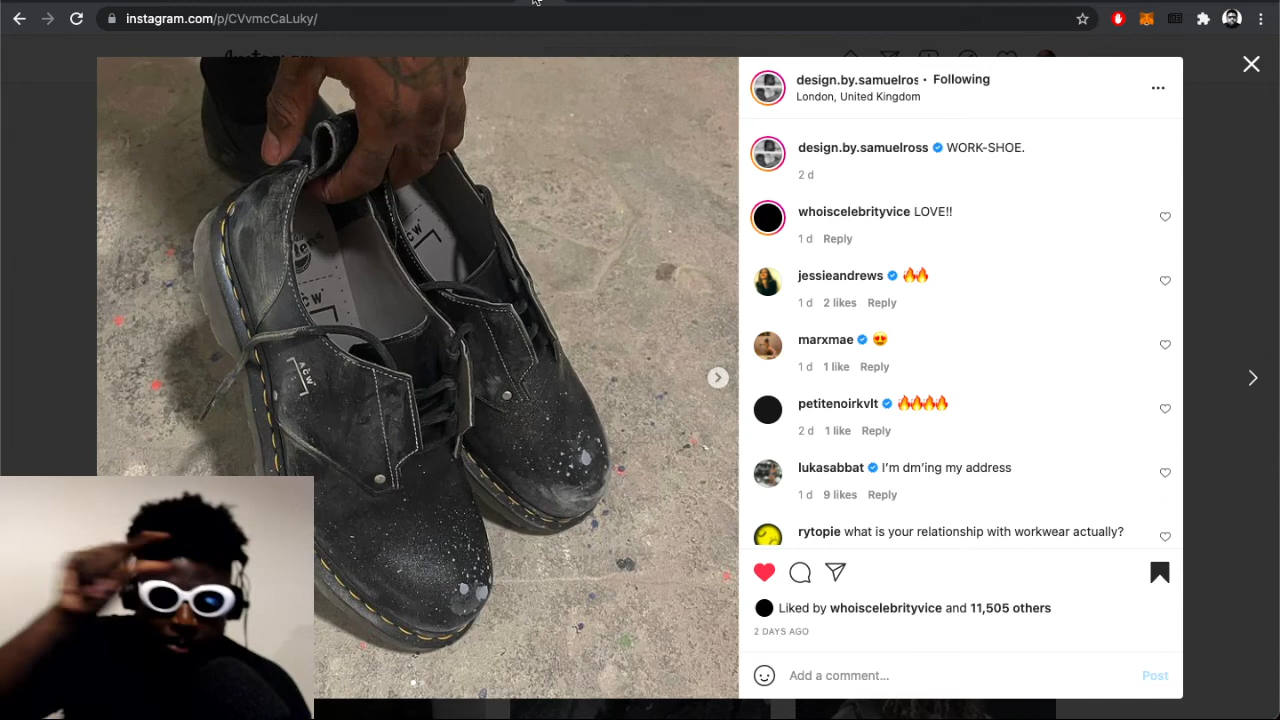 instagram.com/p/CVvmcCaLuky/
design.by.samuelros • Following
London, United Kingdom
design.by.samuelross WORK-SHOE.
2 d
whoiscelebrityvice LOVE!!
1 d Reply
jessieandrews 🔥🔥
1 d 2 likes Reply
marxmae 😍
1 d 1 like Reply
petitenoirkvlt 🔥🔥🔥🔥
2 d 1 like Reply
lukasabbat I'm dm'ing my address
1 d 9 likes Reply
rytopie what is your relationship with workwear actually?
Liked by whoiscelebrityvice and 11,505 others
2 DAYS AGO
Add a comment... Post
ACW*